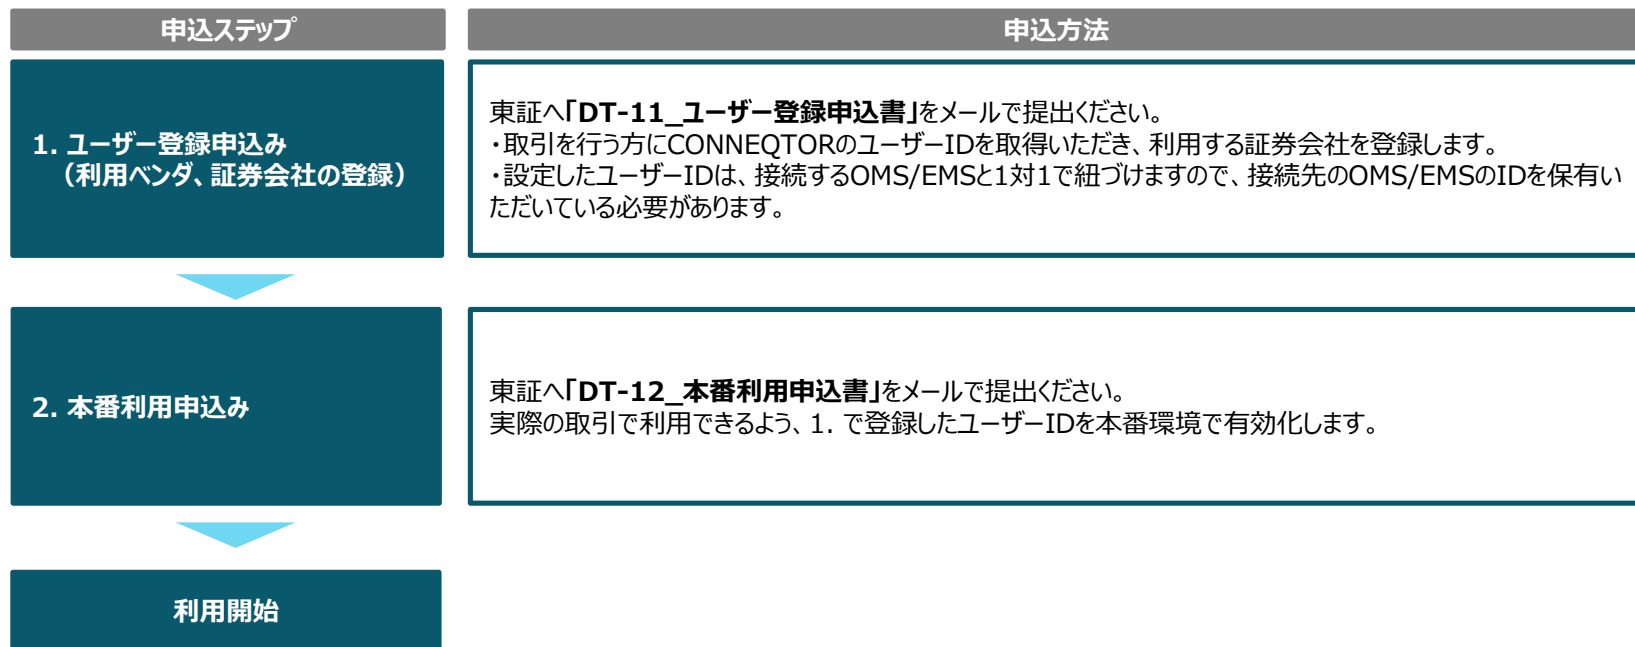 申込ステップ
申込方法
1. ユーザー登録申込み
（利用ベンダ、証券会社の登録）
東証へ「DT-11_ユーザー登録申込書」をメールで提出ください。
・取引を行う方にCONNEQTORのユーザーIDを取得いただき、利用する証券会社を登録します。
・設定したユーザーIDは、接続するOMS/EMSと1対1で紐づけますので、接続先のOMS/EMSのIDを保有い
ただいている必要があります。
2. 本番利用申込み
東証へ「DT-12_本番利用申込書」をメールで提出ください。
実際の取引で利用できるよう、1. で登録したユーザーIDを本番環境で有効化します。
利用開始